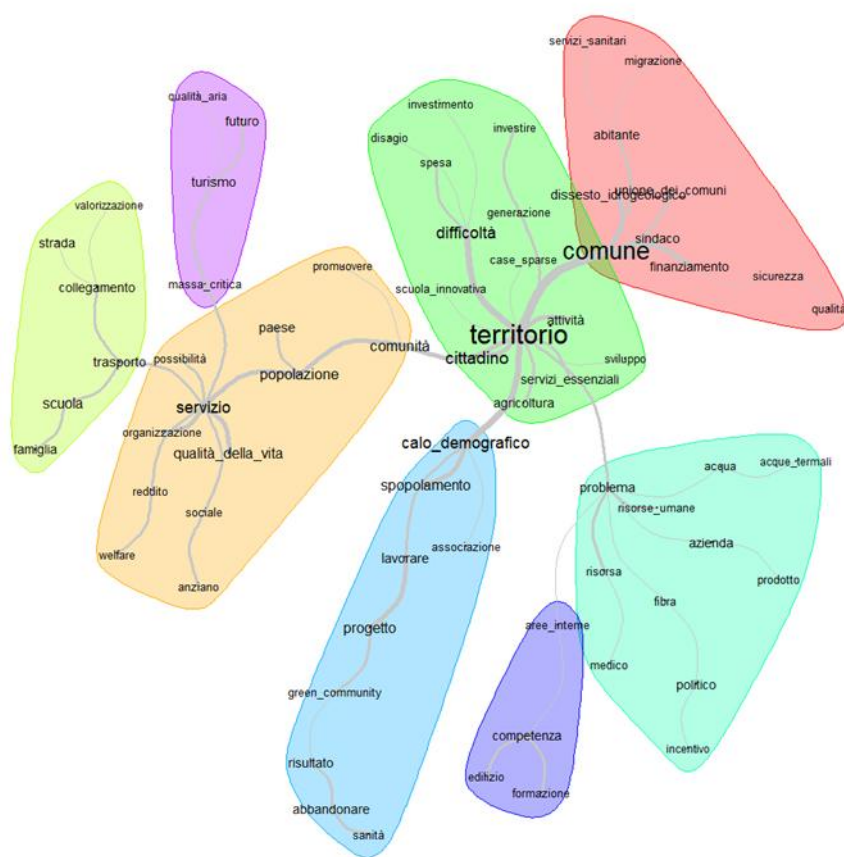 servizi_sanitari
migrazione
qualità_aria
investimento
futuro
investire
abitante
disagio
spesa
turismo
unione_dei_comuni
dissesto_idrogeologico
valorizzazione
generazione
difficoltà
sindaco
strada
comune
case_sparse
finanziamento
promuovere
sicurezza
massa_critica
collegamento
scuola_innovativa
qualità
attività
paese
territorio
comunità
cittadino
sviluppo
possibilità
trasporto
popolazione
servizi_essenziali
scuola
servizio
agricoltura
organizzazione
calo_demografico
famiglia
qualità_della_vita
acqua
acque_termali
spopolamento
problema
reddito
risorse_umane
sociale
azienda
associazione
welfare
lavorare
risorsa
prodotto
anziano
fibra
progetto
aree_interne
medico
politico
green_community
competenza
incentivo
risultato
edificio
formazione
abbandonare
sanità